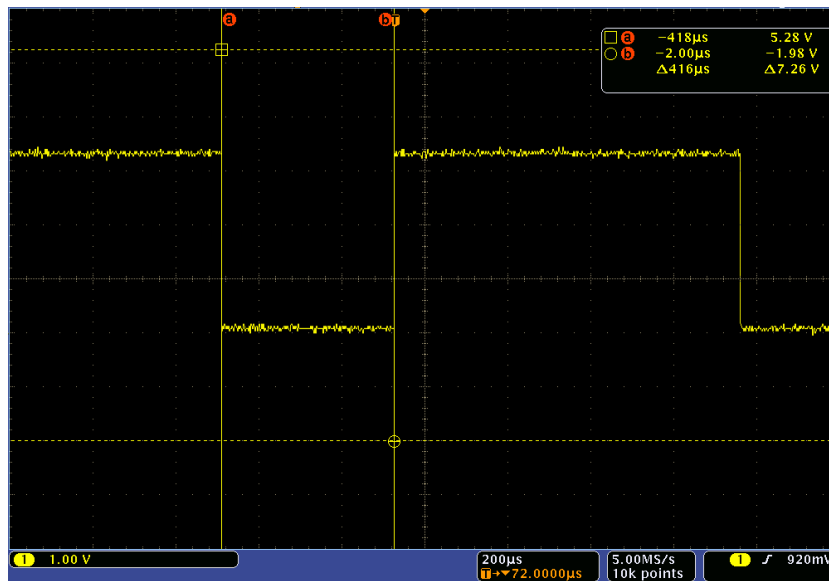 a
b T
a −418µs 5.28 V
b −2.00µs −1.98 V
Δ416µs Δ7.26 V
1 1.00 V
200µs
T→▼72.0000µs
5.00MS/s
10k points
1 920mV